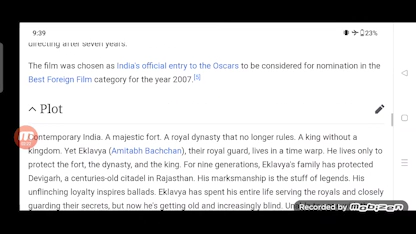 9:39
23%
directing after seven years.
The film was chosen as India's official entry to the Oscars to be considered for nomination in the
Best Foreign Film category for the year 2007.[5]
Plot
Contemporary India. A majestic fort. A royal dynasty that no longer rules. A king without a
kingdom. Yet Eklavya (Amitabh Bachchan), their royal guard, lives in a time warp. He lives only to
protect the fort, the dynasty, and the king. For nine generations, Eklavya's family has protected
Devigarh, a centuries-old citadel in Rajasthan. His marksmanship is the stuff of legends. His
unflinching loyalty inspires ballads. Eklavya has spent his entire life serving the royals and closely
guarding their secrets, but now he's getting old and increasingly blind.
Recorded by Mobizen